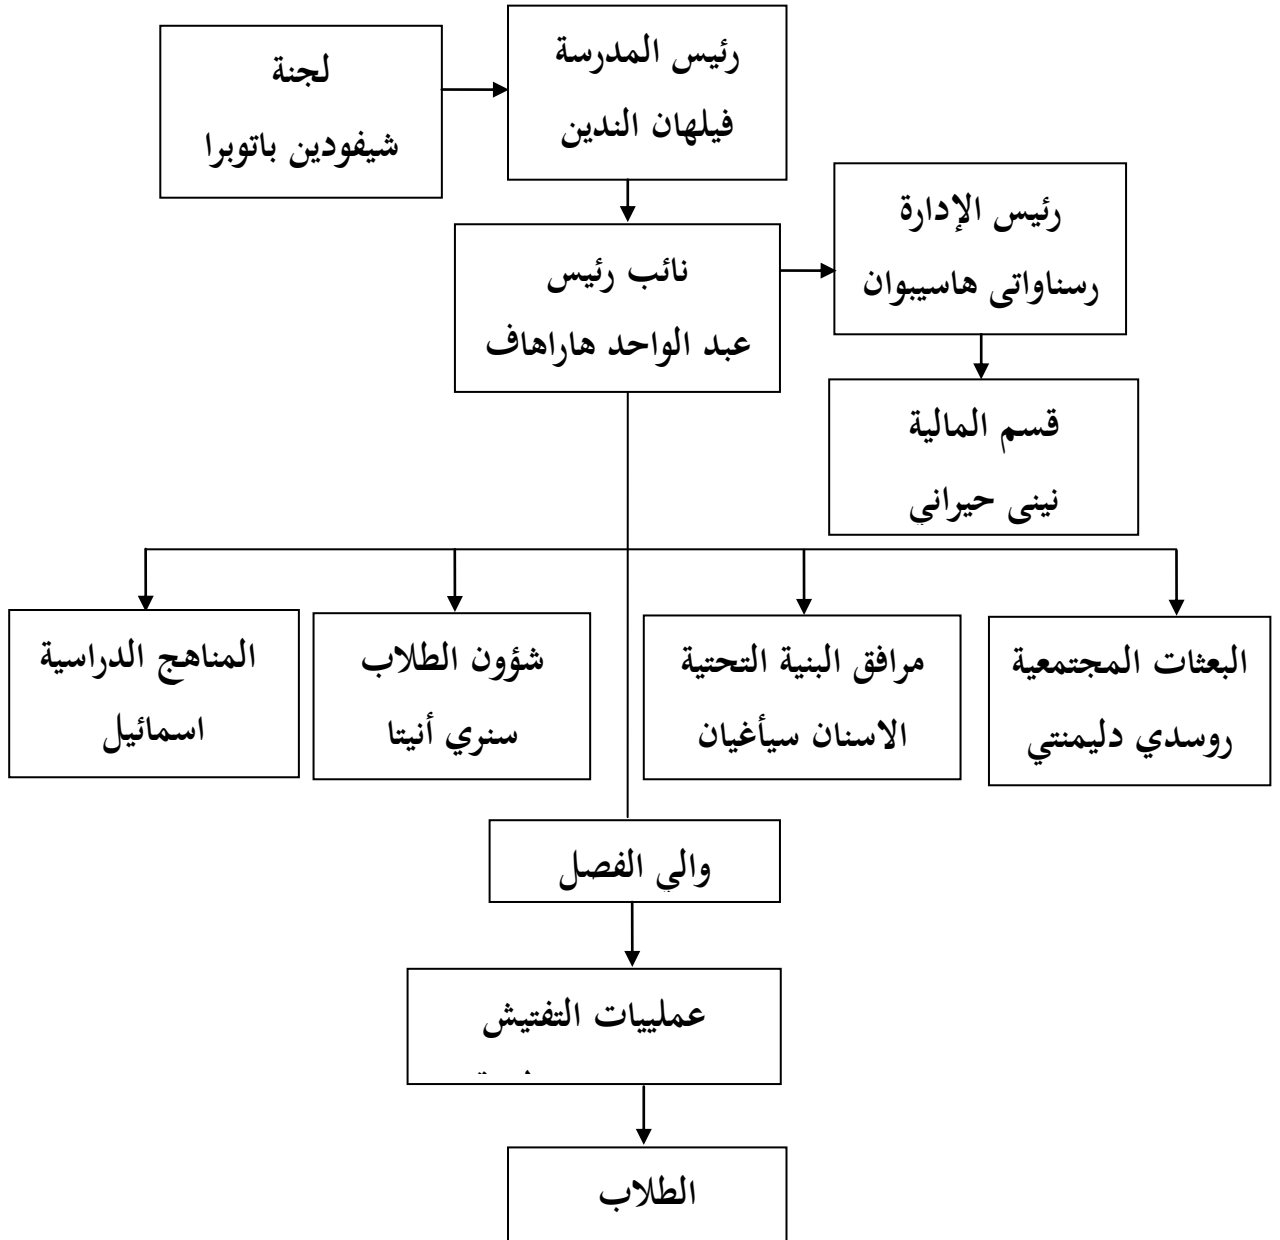 رئيس المدرسة
فيلهان الندين
لجنة
شيفودين باتوبرا
رئيس الإدارة
رسناواتى هاسيبوان
نائب رئيس
عبد الواحد هاراهاف
قسم المالية
نينى حيراني
البعثات المجتمعية
روسدي دليمنتي
مرافق البنية التحتية
الاسنان سيأغيان
شؤون الطلاب
سنري أنيتا
المناهج الدراسية
اسمائيل
والي الفصل
عملييات التفتيش
الطلاب